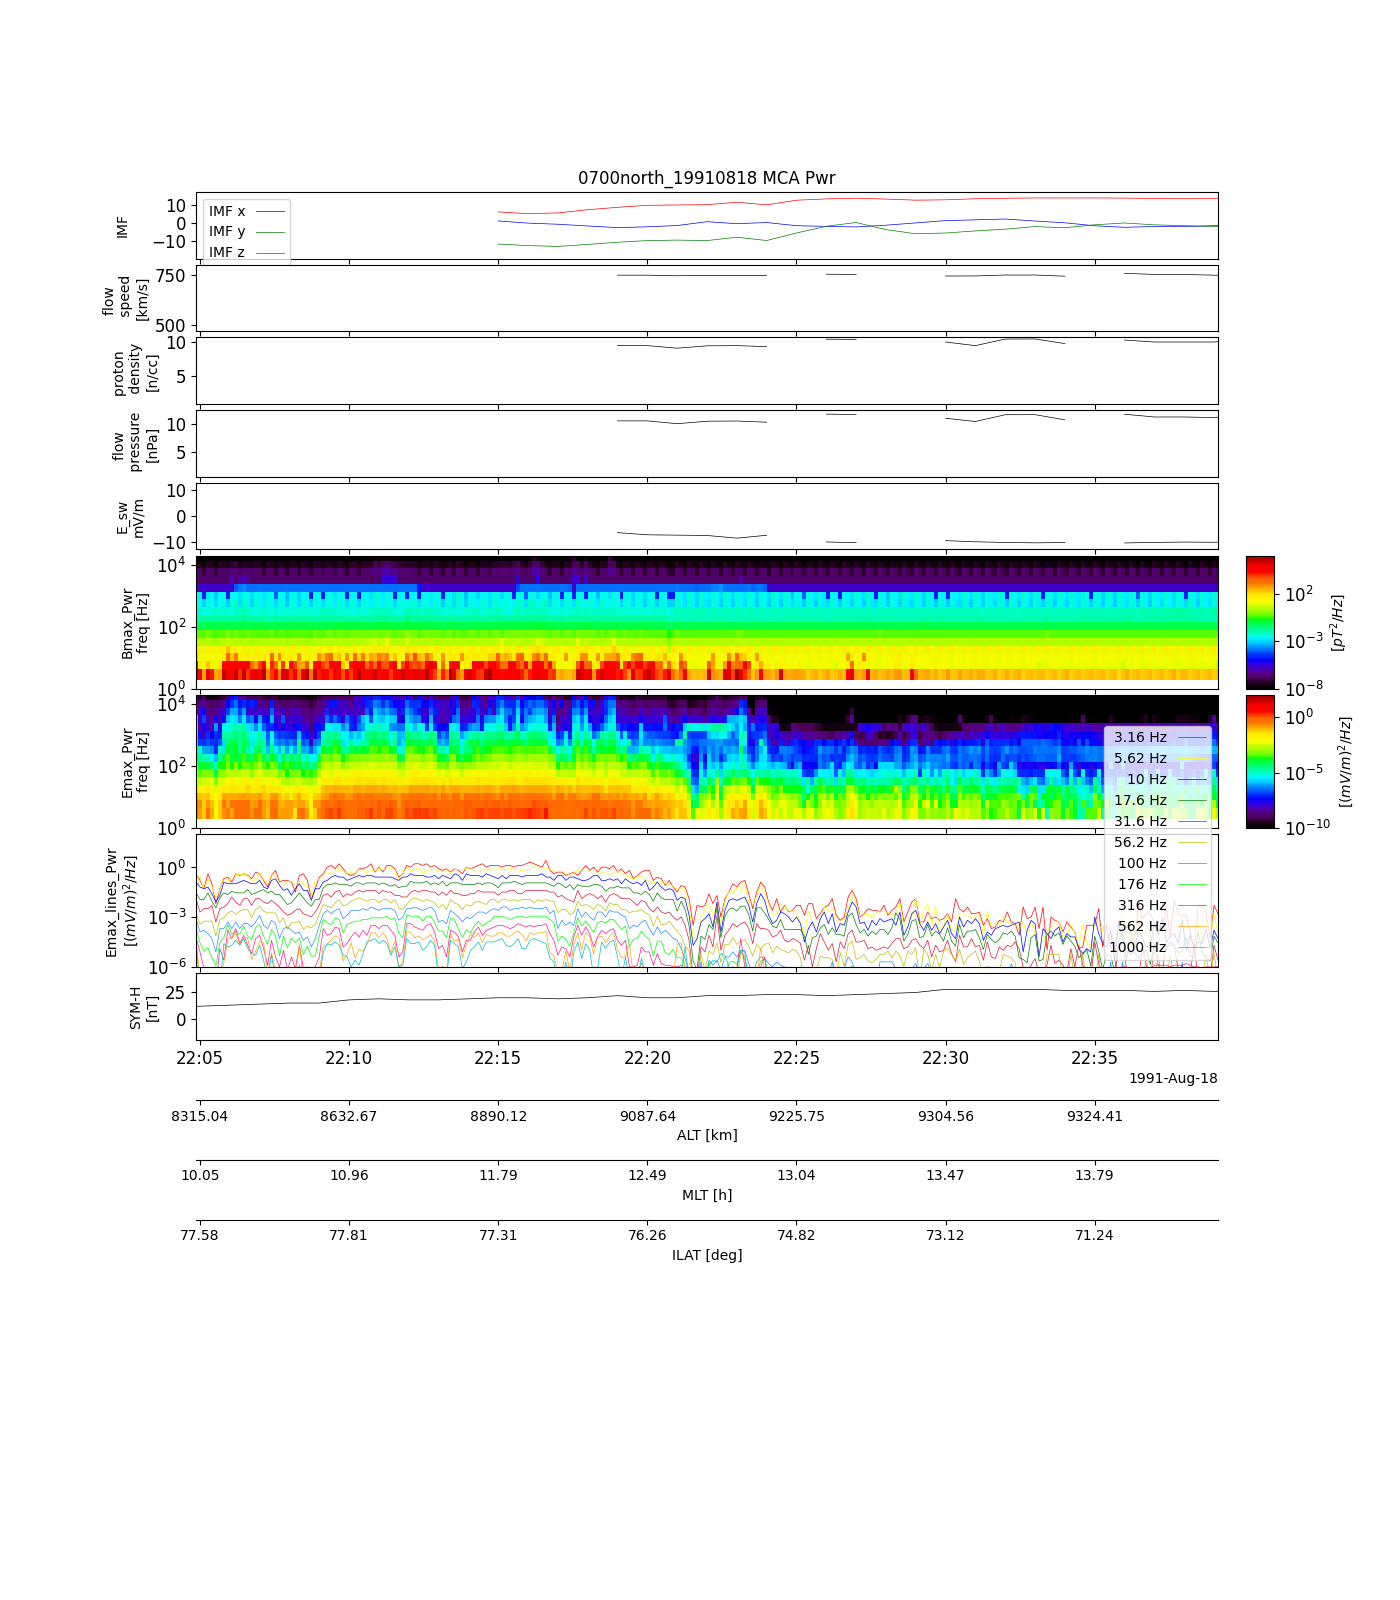 0700north_19910818 MCA Pwr
IMF
10
0
−10
IMF x
IMF y
IMF z
flow
speed
[km/s]
750
500
proton
density
[n/cc]
10
5
flow
pressure
[nPa]
10
5
E_sw
mV/m
10
0
−10
Bmax_Pwr
freq [Hz]
10^4
10^2
10^0
10^2
10^−3
10^−8
[pT^2/Hz]
Emax_Pwr
freq [Hz]
10^4
10^2
10^0
10^0
10^−5
10^−10
[(mV/m)^2/Hz]
3.16 Hz
5.62 Hz
10 Hz
17.6 Hz
31.6 Hz
56.2 Hz
100 Hz
176 Hz
316 Hz
562 Hz
1000 Hz
Emax_lines_Pwr
[(mV/m)^2/Hz]
10^0
10^−3
10^−6
SYM-H
[nT]
25
0
22:05 22:10 22:15 22:20 22:25 22:30 22:35
1991-Aug-18
8315.04 8632.67 8890.12 9087.64 9225.75 9304.56 9324.41
ALT [km]
10.05 10.96 11.79 12.49 13.04 13.47 13.79
MLT [h]
77.58 77.81 77.31 76.26 74.82 73.12 71.24
ILAT [deg]